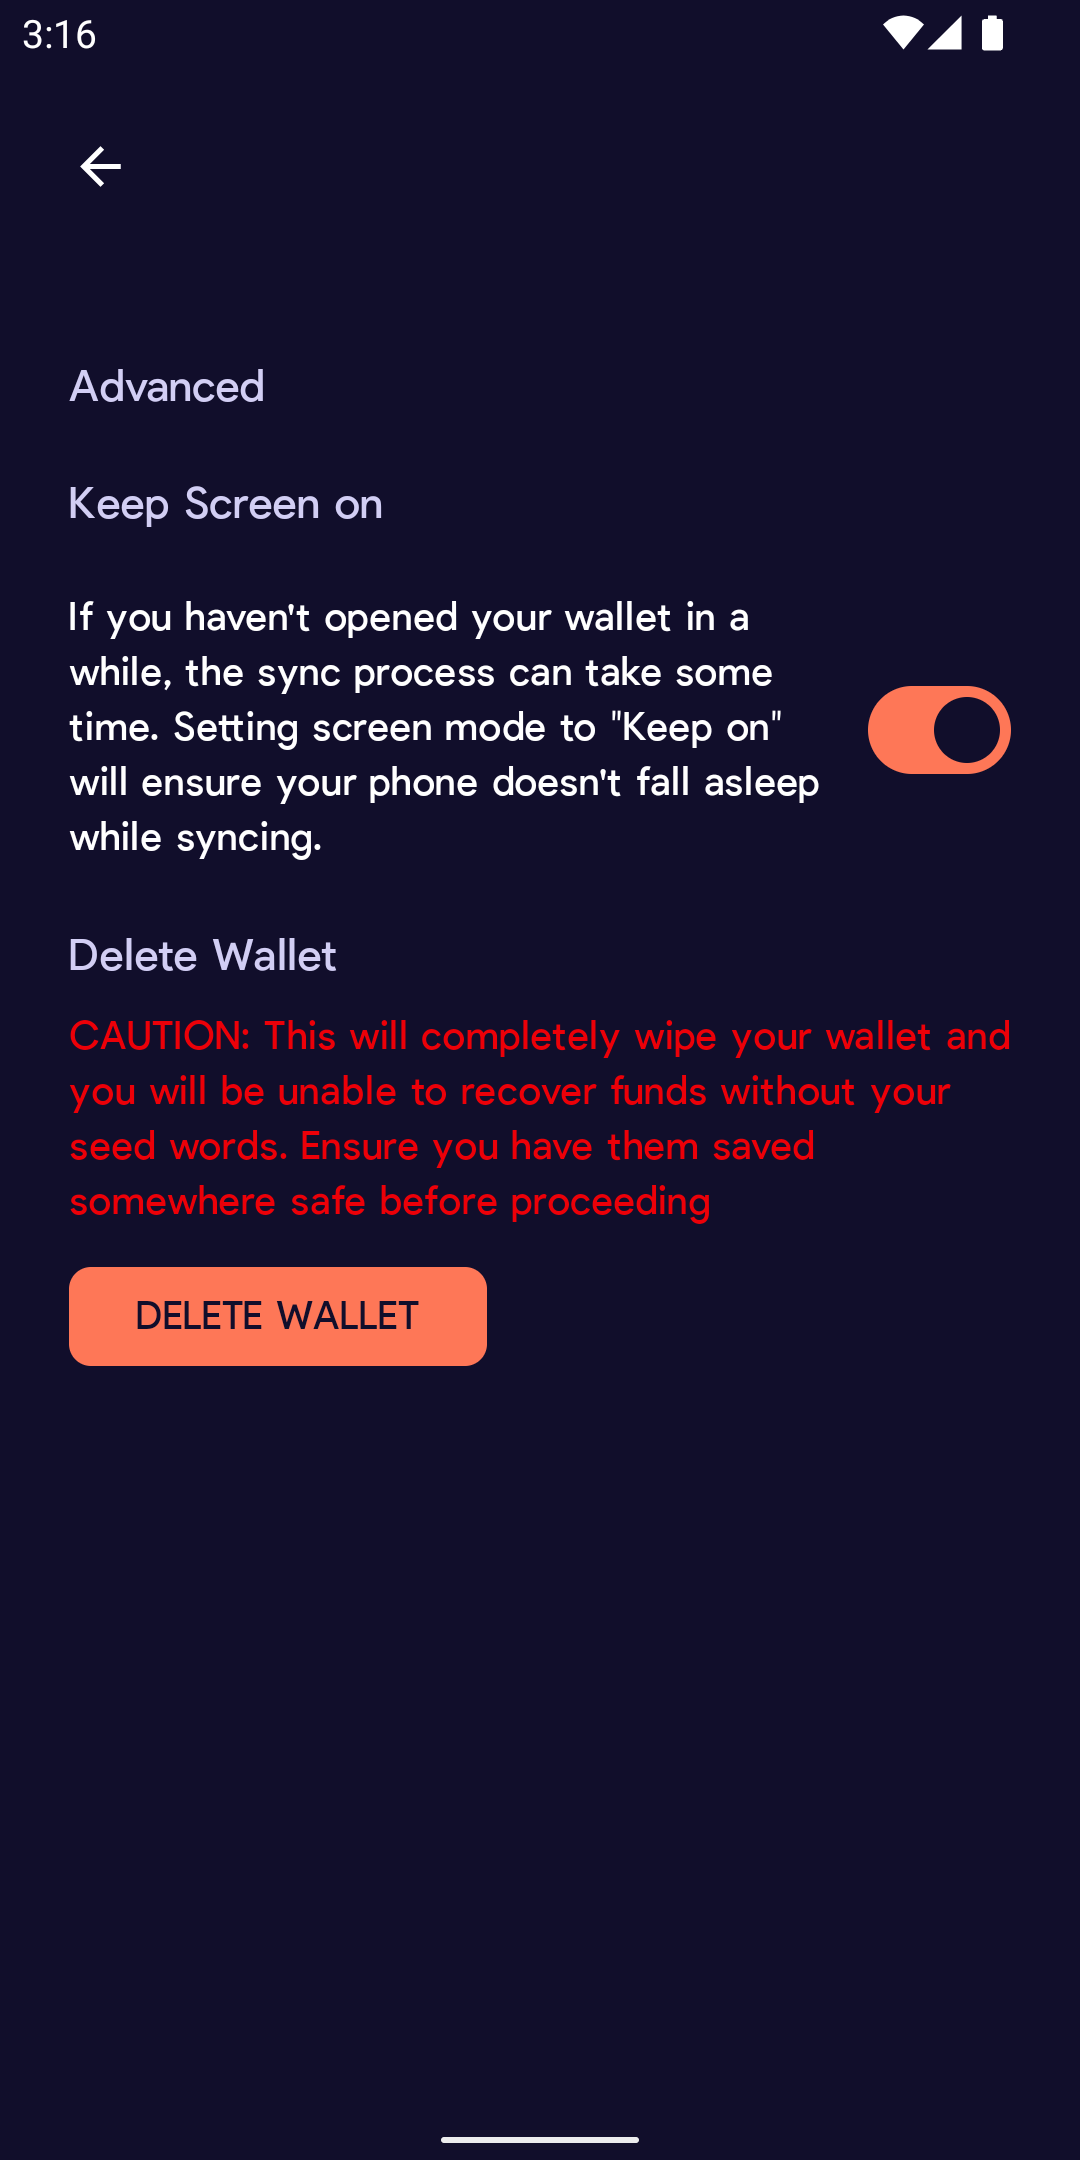 3:16
Advanced
Keep Screen on
If you haven't opened your wallet in a
while, the sync process can take some
time. Setting screen mode to "Keep on"
will ensure your phone doesn't fall asleep
while syncing.
Delete Wallet
CAUTION: This will completely wipe your wallet and
you will be unable to recover funds without your
seed words. Ensure you have them saved
somewhere safe before proceeding
DELETE WALLET